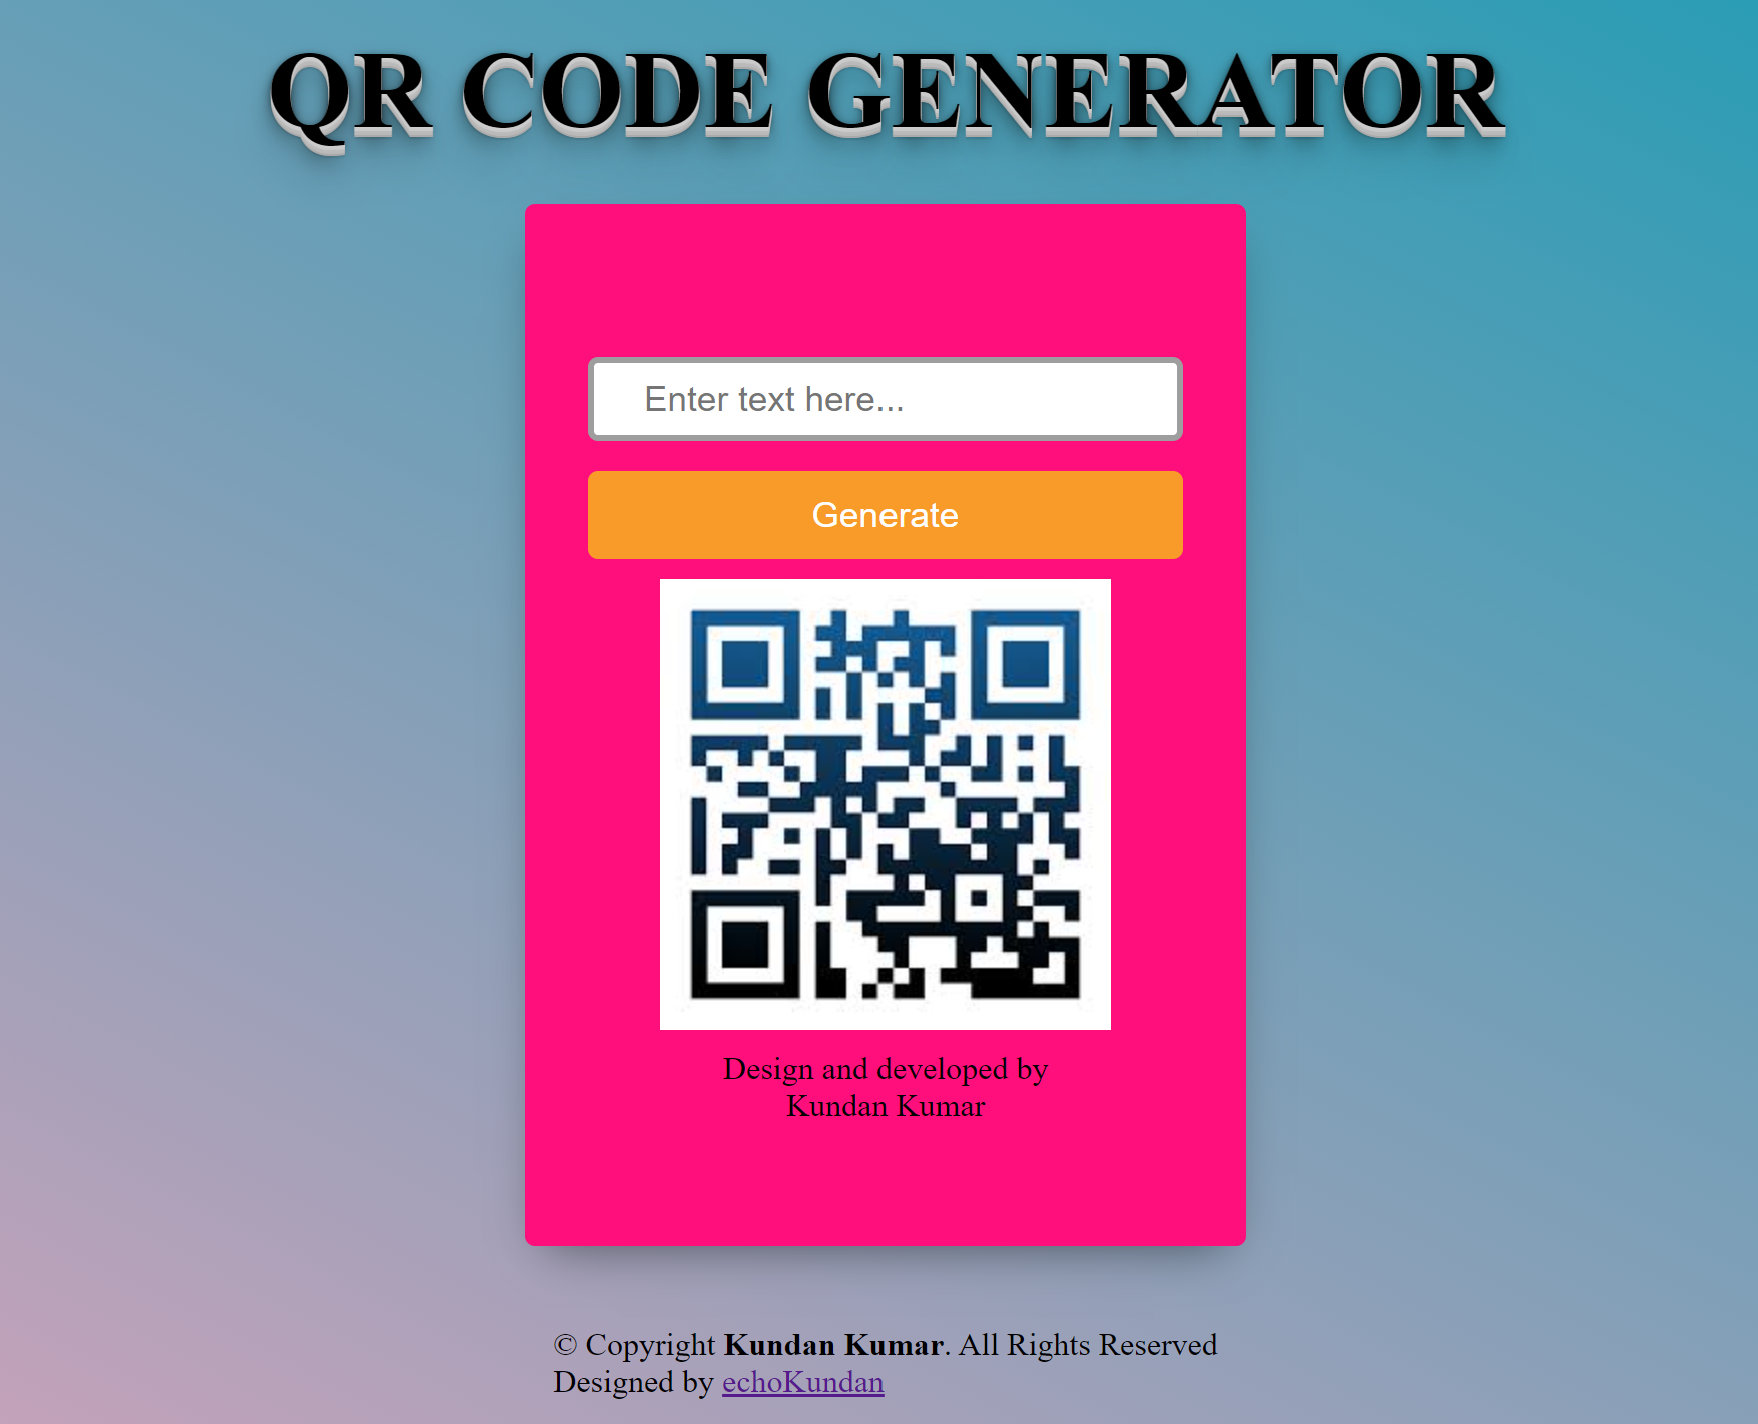 QR CODE GENERATOR
Enter text here...
Generate
Design and developed by
Kundan Kumar
© Copyright Kundan Kumar. All Rights Reserved
Designed by echoKundan